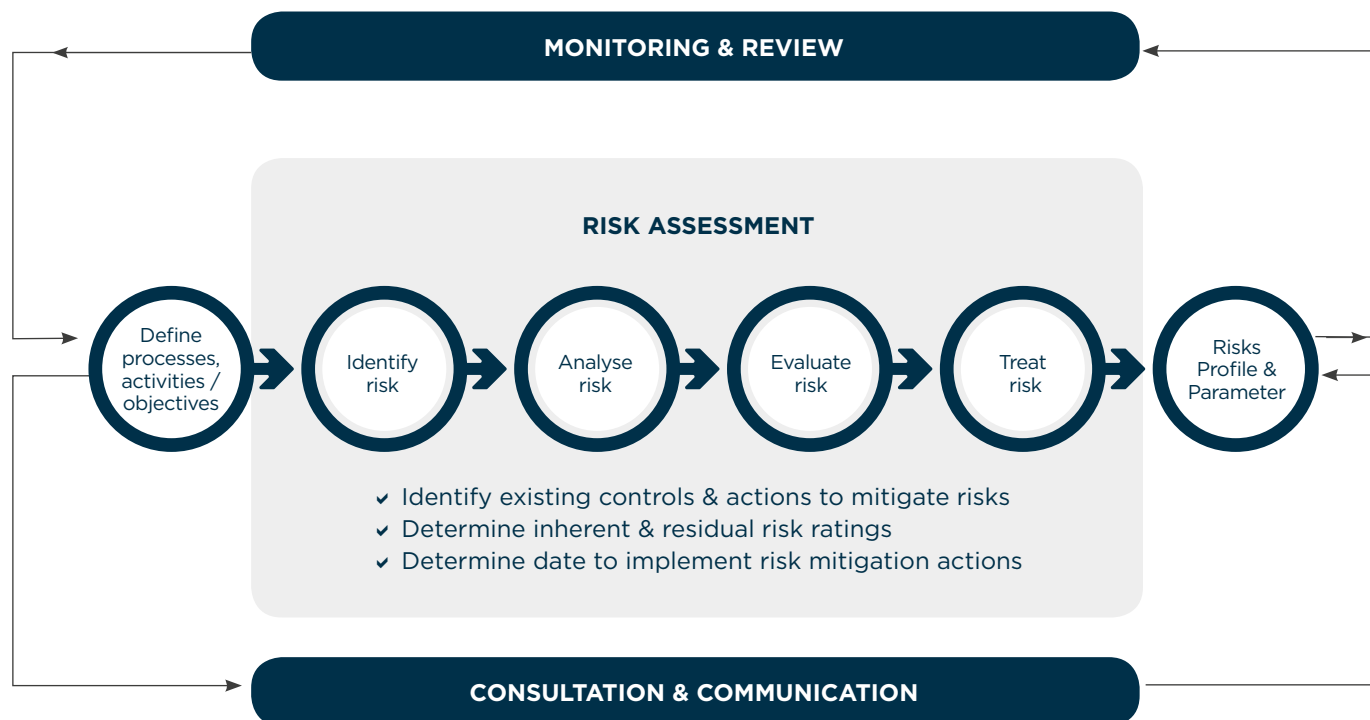 MONITORING & REVIEW
RISK ASSESSMENT
Define
processes,
activities /
objectives
Identify
risk
Analyse
risk
Evaluate
risk
Treat
risk
Risks
Profile &
Parameter
Identify existing controls & actions to mitigate risks
Determine inherent & residual risk ratings
Determine date to implement risk mitigation actions
CONSULTATION & COMMUNICATION